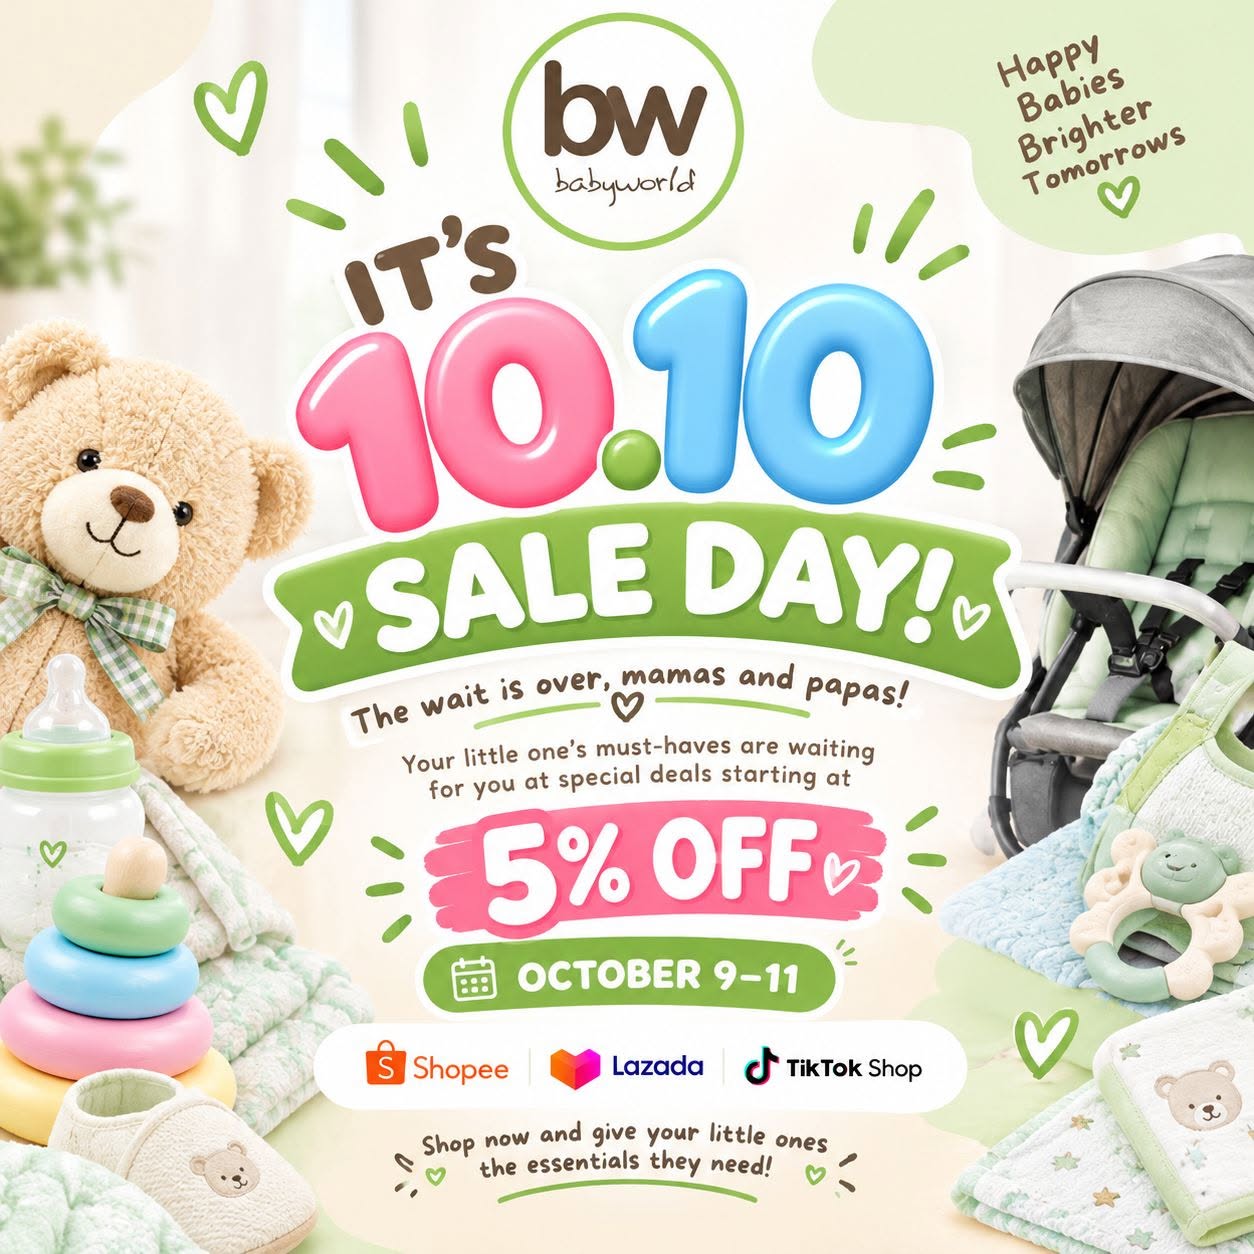 bw
babyworld
Happy
Babies
Brighter
Tomorrows
IT'S
10.10
SALE DAY!
The wait is over, mamas and papas!
Your little one's must-haves are waiting
for you at special deals starting at
5% OFF
OCTOBER 9–11
Shopee
Lazada
TikTok Shop
Shop now and give your little ones
the essentials they need!